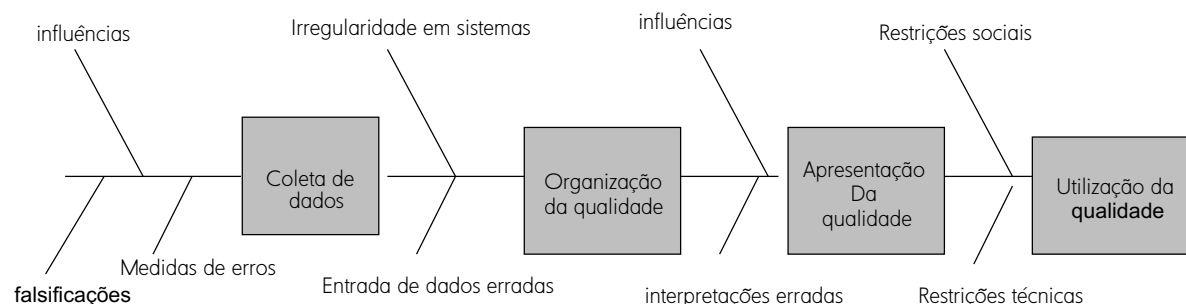 influências
Irregularidade em sistemas
influências
Restrições sociais
Coleta de
dados
Organização
da qualidade
Apresentação
Da
qualidade
Utilização da
qualidade
falsificações
Medidas de erros
Entrada de dados erradas
interpretações erradas
Restrições técnicas